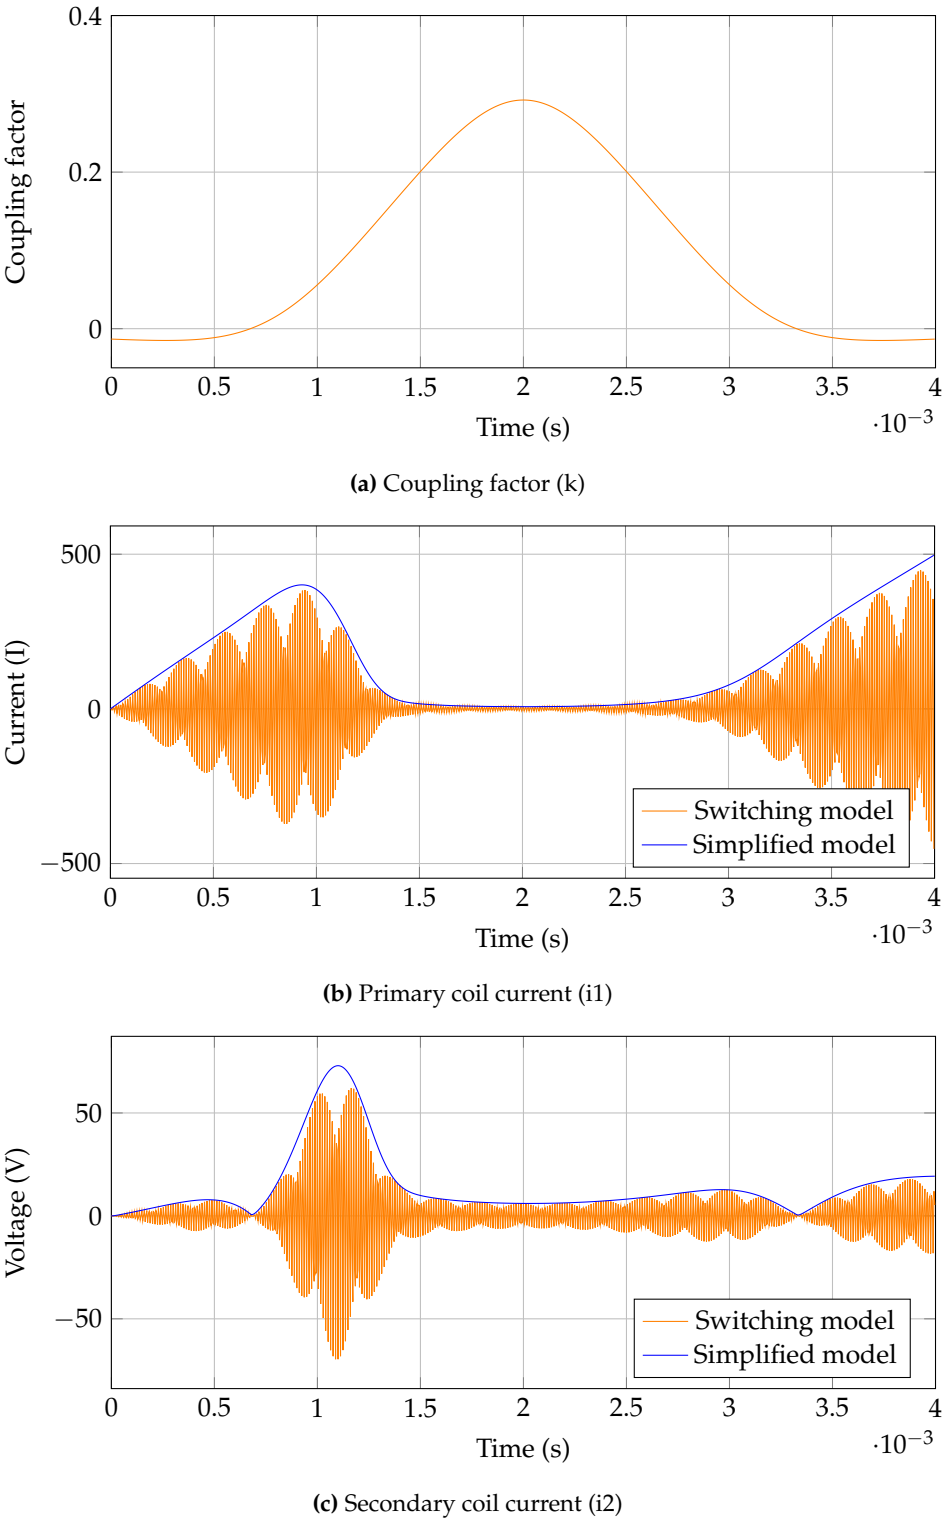 0.4
0.2
0
Coupling factor
0 0.5 1 1.5 2 2.5 3 3.5 4
Time (s)
·10−3
(a) Coupling factor (k)
500
0
−500
Current (I)
Switching model
Simplified model
0 0.5 1 1.5 2 2.5 3 3.5 4
Time (s)
·10−3
(b) Primary coil current (i1)
50
0
−50
Voltage (V)
Switching model
Simplified model
0 0.5 1 1.5 2 2.5 3 3.5 4
Time (s)
·10−3
(c) Secondary coil current (i2)